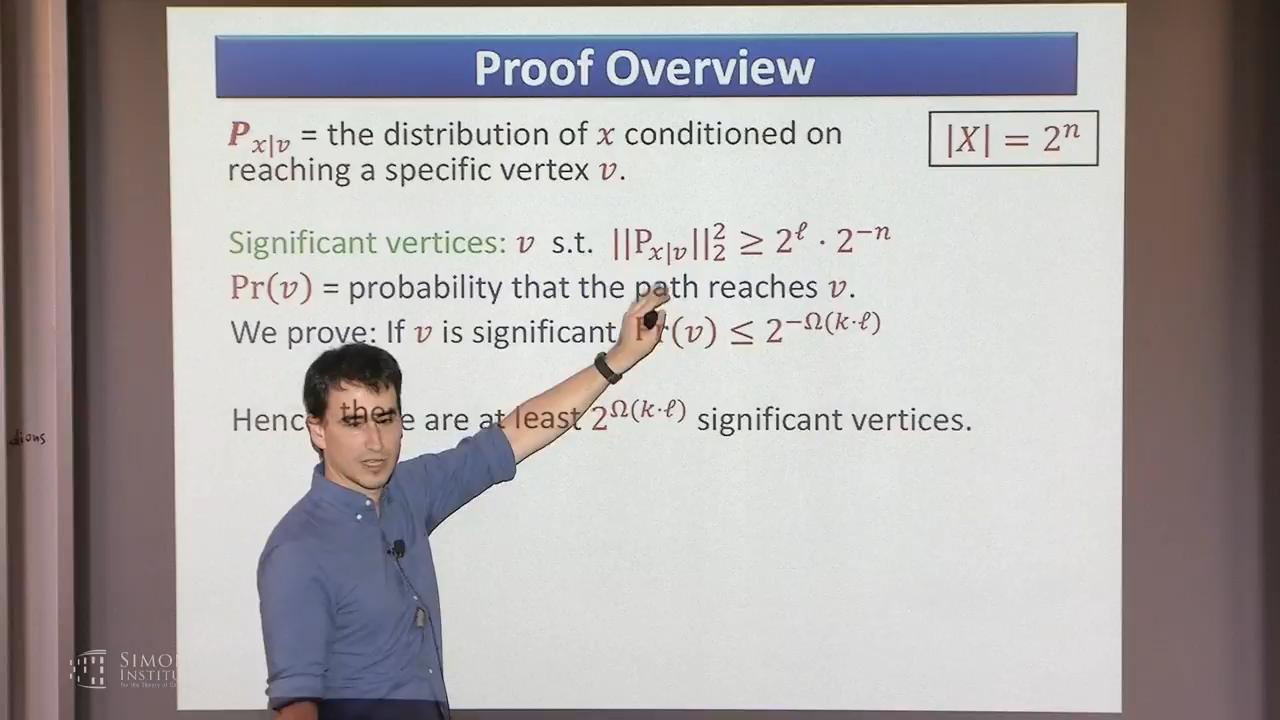 Proof Overview
P_{x|v} = the distribution of x conditioned on
reaching a specific vertex v.
|X| = 2^n
Significant vertices: v s.t. ||P_{x|v}||_2^2 ≥ 2^ℓ · 2^{-n}
Pr(v) = probability that the path reaches v.
We prove: If v is significant Pr(v) ≤ 2^{-Ω(k·ℓ)}
Hence there are at least 2^{Ω(k·ℓ)} significant vertices.